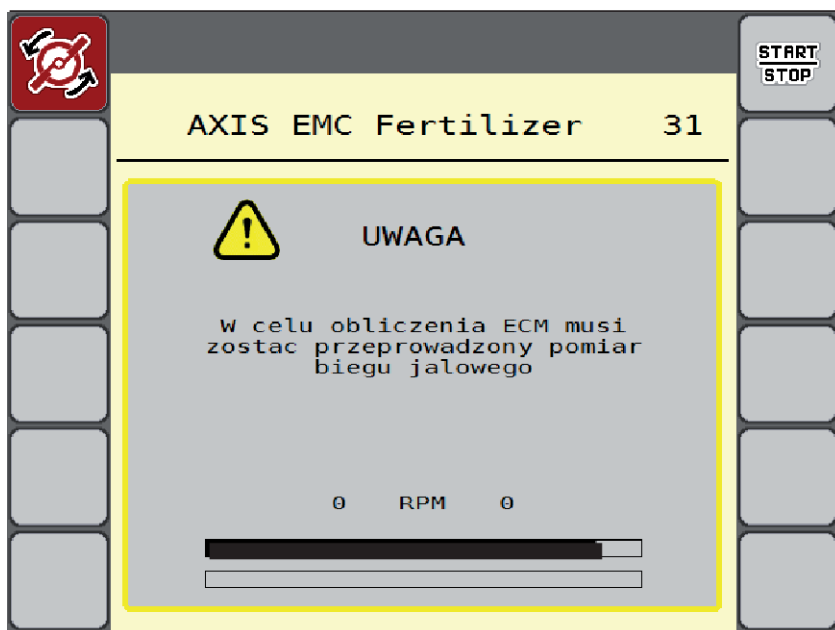 START
STOP
AXIS EMC Fertilizer 31
UWAGA
W celu obliczenia ECM musi
zostac przeprowadzony pomiar
biegu jalowego
0 RPM 0